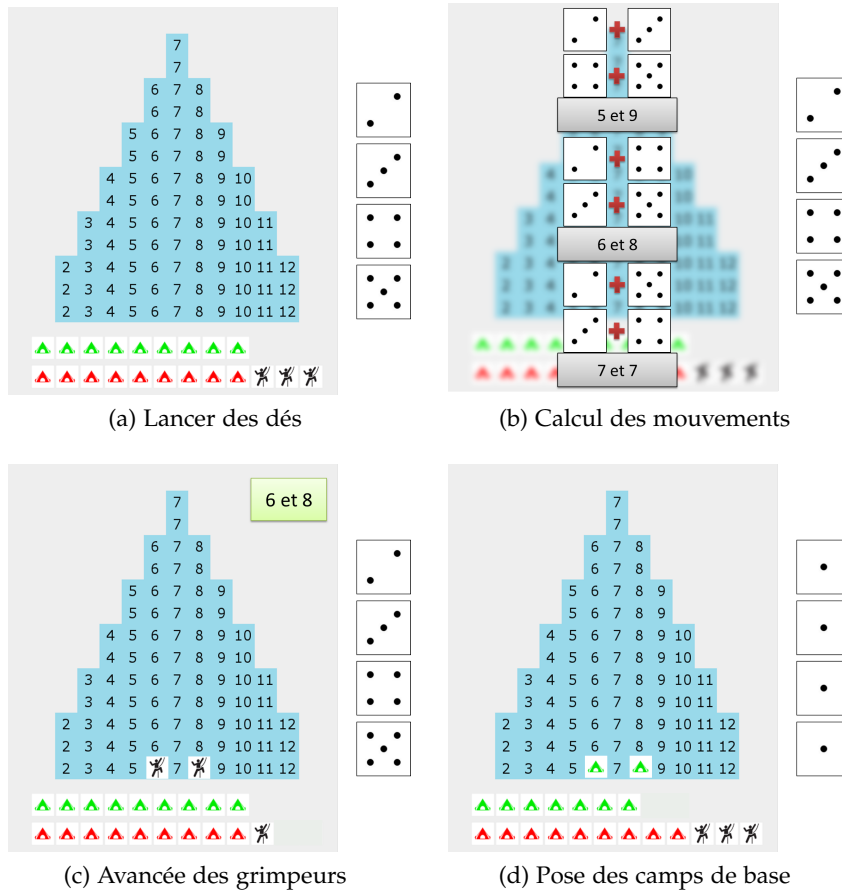 7
7
6 7 8
6 7 8
5 6 7 8 9
5 6 7 8 9
4 5 6 7 8 9 10
4 5 6 7 8 9 10
3 4 5 6 7 8 9 10 11
3 4 5 6 7 8 9 10 11
2 3 4 5 6 7 8 9 10 11 12
2 3 4 5 6 7 8 9 10 11 12
2 3 4 5 6 7 8 9 10 11 12
(a) Lancer des dés
5 et 9
6 et 8
7 et 7
(b) Calcul des mouvements
6 et 8
7
7
6 7 8
6 7 8
5 6 7 8 9
5 6 7 8 9
4 5 6 7 8 9 10
4 5 6 7 8 9 10
3 4 5 6 7 8 9 10 11
3 4 5 6 7 8 9 10 11
2 3 4 5 6 7 8 9 10 11 12
2 3 4 5 6 7 8 9 10 11 12
2 3 4 5 7 9 10 11 12
(c) Avancée des grimpeurs
7
7
6 7 8
6 7 8
5 6 7 8 9
5 6 7 8 9
4 5 6 7 8 9 10
4 5 6 7 8 9 10
3 4 5 6 7 8 9 10 11
3 4 5 6 7 8 9 10 11
2 3 4 5 6 7 8 9 10 11 12
2 3 4 5 6 7 8 9 10 11 12
2 3 4 5 7 9 10 11 12
(d) Pose des camps de base